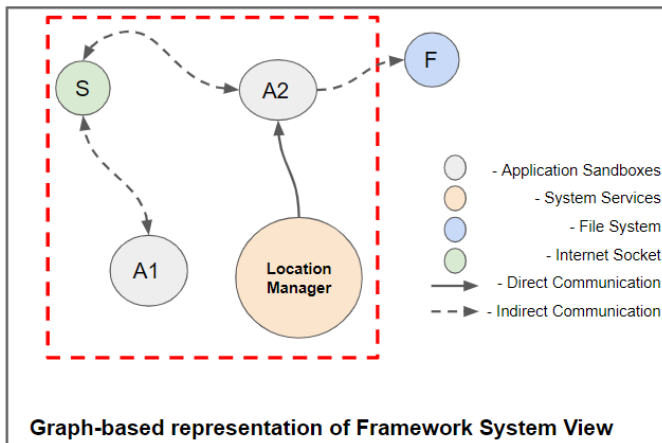 S
A2
F
A1
Location
Manager
- Application Sandboxes
- System Services
- File System
- Internet Socket
- Direct Communication
- Indirect Communication
Graph-based representation of Framework System View